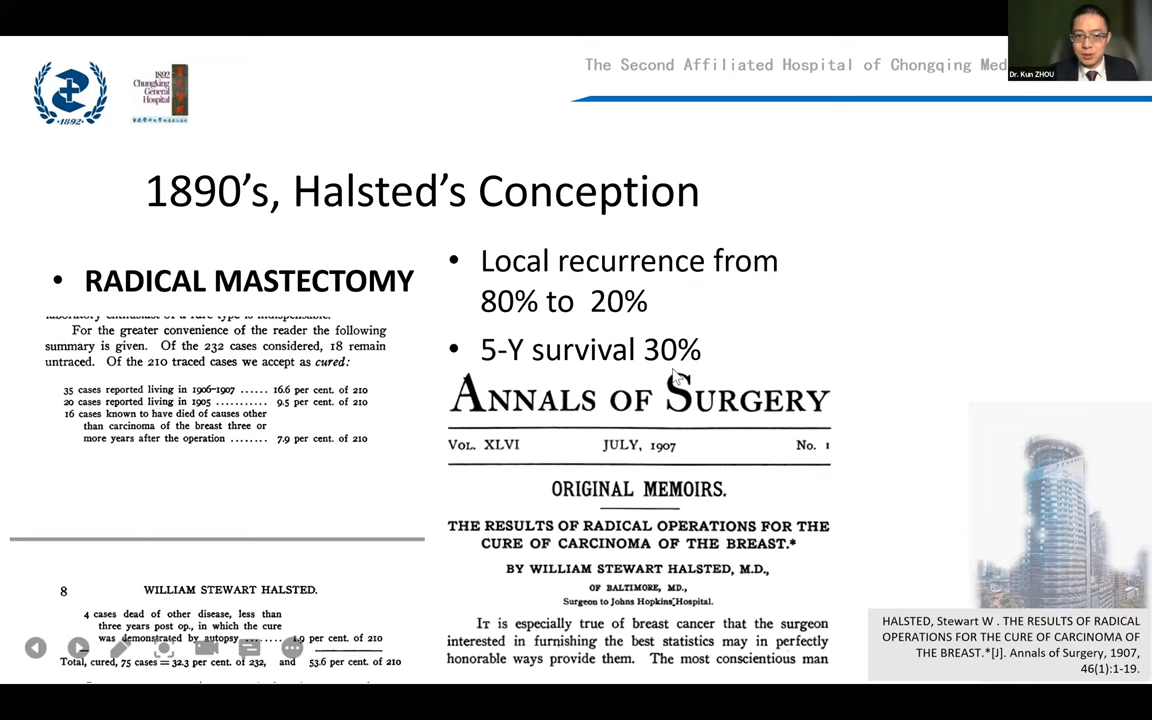 Dr. Kun ZHOU
The Second Affiliated Hospital of Chongqing Med
1892
1892
Chungking
General
Hospital
1890’s, Halsted’s Conception
• RADICAL MASTECTOMY
laboratory enthusiast of a rare type is indispensable.
For the greater convenience of the reader the following
summary is given. Of the 232 cases considered, 18 remain
untraced. Of the 210 traced cases we accept as cured:
35 cases reported living in 1906-1907 ...... 16.6 per cent. of 210
20 cases reported living in 1905 .......... 9.5 per cent. of 210
16 cases known to have died of causes other
than carcinoma of the breast three or
more years after the operation ........ 7.9 per cent. of 210
8 WILLIAM STEWART HALSTED.
4 cases dead of other disease, less than
three years post op., in which the cure
was demonstrated by autopsy ........ 1.9 per cent. of 210
Total, cured, 75 cases = 32.3 per cent. of 232, and 53.6 per cent. of 210
• Local recurrence from
80% to 20%
• 5-Y survival 30%
ANNALS OF SURGERY
VOL. XLVI JULY, 1907 No. 1
ORIGINAL MEMOIRS.
THE RESULTS OF RADICAL OPERATIONS FOR THE
CURE OF CARCINOMA OF THE BREAST.*
BY WILLIAM STEWART HALSTED, M.D.,
OF BALTIMORE, MD.,
Surgeon to Johns Hopkins Hospital.
IT is especially true of breast cancer that the surgeon
interested in furnishing the best statistics may in perfectly
honorable ways provide them. The most conscientious man
HALSTED, Stewart W . THE RESULTS OF RADICAL
OPERATIONS FOR THE CURE OF CARCINOMA OF
THE BREAST.*[J]. Annals of Surgery, 1907,
46(1):1-19.